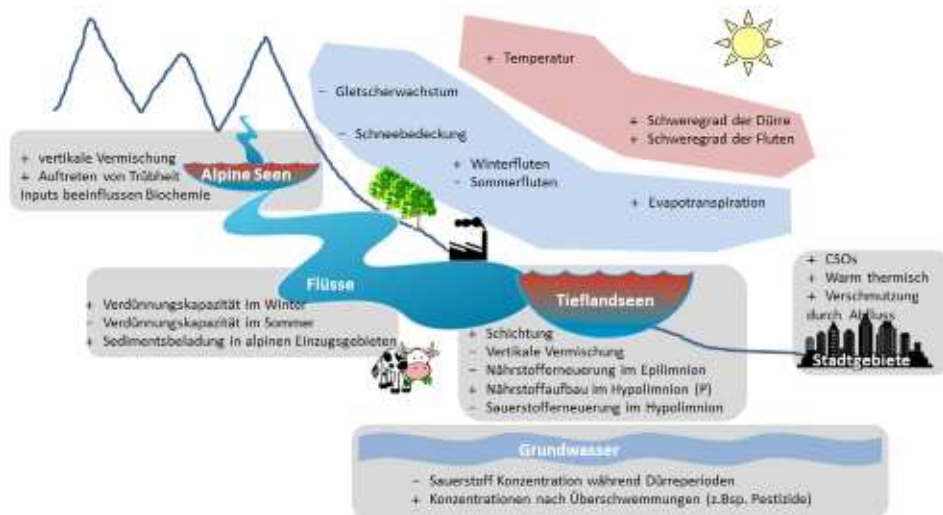 + Temperatur
- Gletscherwachstum
+ Schweregrad der Dürre
+ Schweregrad der Fluten
- Schneebedeckung
+ Winterfluten
- Sommerfluten
+ Evapotranspiration
+ vertikale Vermischung
+ Auftreten von Trübheit
Inputs beeinflussen Biochemie
Alpine Seen
Flüsse
+ Verdünnungskapazität im Winter
- Verdünnungskapazität im Sommer
+ Sedimentsbeladung in alpinen Einzugsgebieten
Tieflandseen
+ Schichtung
- Vertikale Vermischung
- Nährstofferneuerung im Epilimnion
+ Nährstoffaufbau im Hypolimnion (P)
- Sauerstofferneuerung im Hypolimnion
+ CSOs
+ Warm thermisch
+ Verschmutzung
durch Abfluss
Stadtgebiete
Grundwasser
- Sauerstoff Konzentration während Dürreperioden
+ Konzentrationen nach Überschwemmungen (z.Bsp. Pestizide)